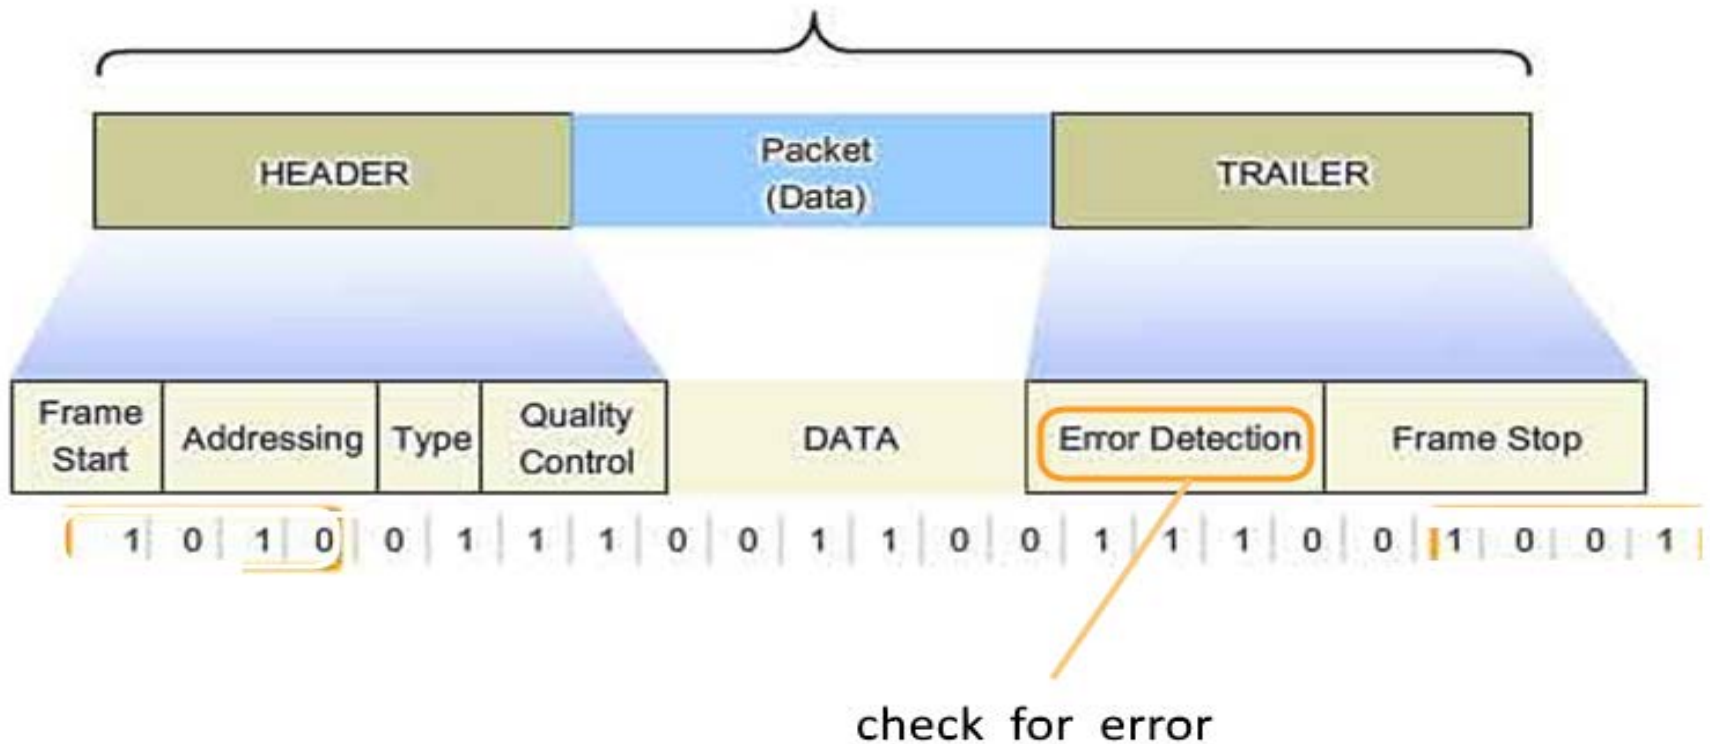 HEADER
Packet
(Data)
TRAILER
Frame
Start
Addressing
Type
Quality
Control
DATA
Error Detection
Frame Stop
1 0 1 0 0 1 1 1 0 0 1 1 0 0 1 1 1 0 0 1 0 0 1
check for error